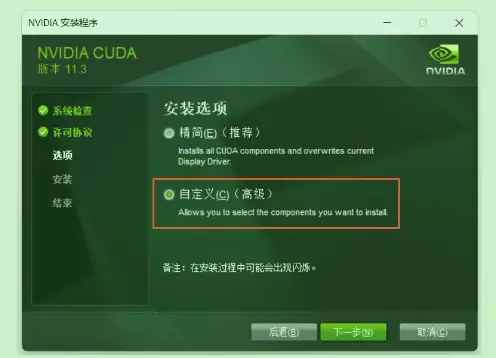 NVIDIA 安装程序
NVIDIA CUDA
版本 11.3
NVIDIA
系统检查
许可协议
选项
安装
结束
安装选项
精简(E)（推荐）
Installs all CUDA components and overwrites current
Display Driver.
自定义(C)（高级）
Allows you to select the components you want to install.
备注：在安装过程中可能会出现闪烁。
后退(B)
下一步(N)
取消(C)